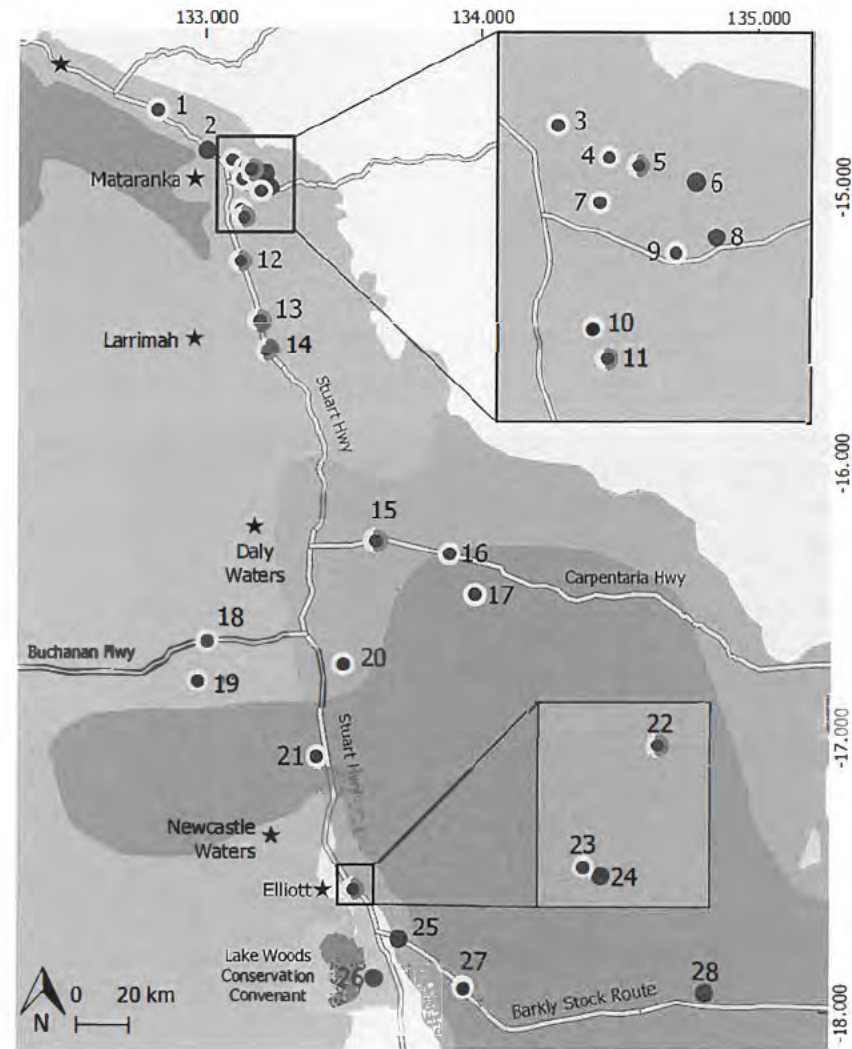 133.000
134.000
135.000
1
2
3
4
5
6
7
8
9
10
11
-15.000
Mataranka
12
13
Larrimah
14
Stuart Hwy
-16.000
15
Daly
Waters
16
17
Carpentaria Hwy
18
Buchanan Hwy
19
20
-17.000
21
Stuart Hwy
22
Newcastle
Waters
23
24
Elliott
25
Lake Woods
Conservation
Convenant
26
27
28
Barkly Stock Route
0 20 km
N
-18.000